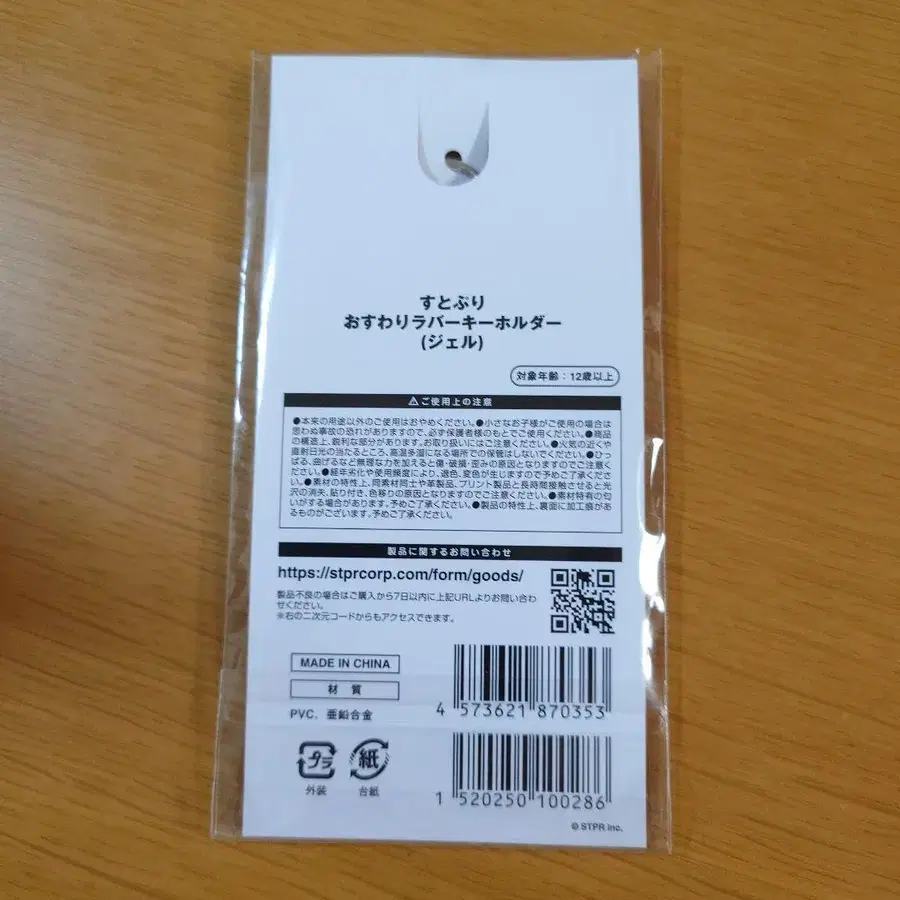 すとぷり
おすわりラバーキーホルダー
(ジェル)
対象年齢：12歳以上
⚠ご使用上の注意
●本来の用途以外のご使用はおやめください。●小さなお子様がご使用の場合は
思わぬ事故の恐れがありますので、必ず保護者様のもとでご使用ください。●商品
の構造上、鋭利な部分があります。お取り扱いにはご注意ください。●火気の近くや
直射日光の当たるところ、高温多湿になる場所での保管はしないでください。●ひっ
ぱる、曲げるなど無理な力を加えると傷・破損・歪みの原因となりますのでご注意くだ
さい。●経年劣化や使用頻度により、退色、変色が生じますので予めご了承ください。
●素材の特性上、同素材同士や革製品、プリント製品と長時間接触させると光
沢の消失、貼り付き、色移りの原因となりますのでご注意ください。●素材特有の匂
いがする場合があります。予めご了承ください。●製品の特性上、裏面に加工痕があ
るものがございます。予めご了承ください。
製品に関するお問い合わせ
https://stprcorp.com/form/goods/
製品不良の場合はご購入から7日以内に上記URLよりお問い合わ
せください。
※右の二次元コードからもアクセスできます。
MADE IN CHINA
材 質
PVC、亜鉛合金
4 573621 870353
プラ
外装
紙
台紙
1 520250 100286
© STPR Inc.